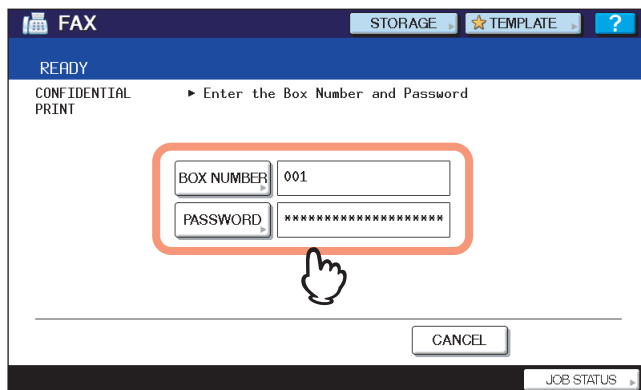 FAX
STORAGE
TEMPLATE
?
READY
CONFIDENTIAL
PRINT
► Enter the Box Number and Password
BOX NUMBER
001
PASSWORD
********************
CANCEL
JOB STATUS